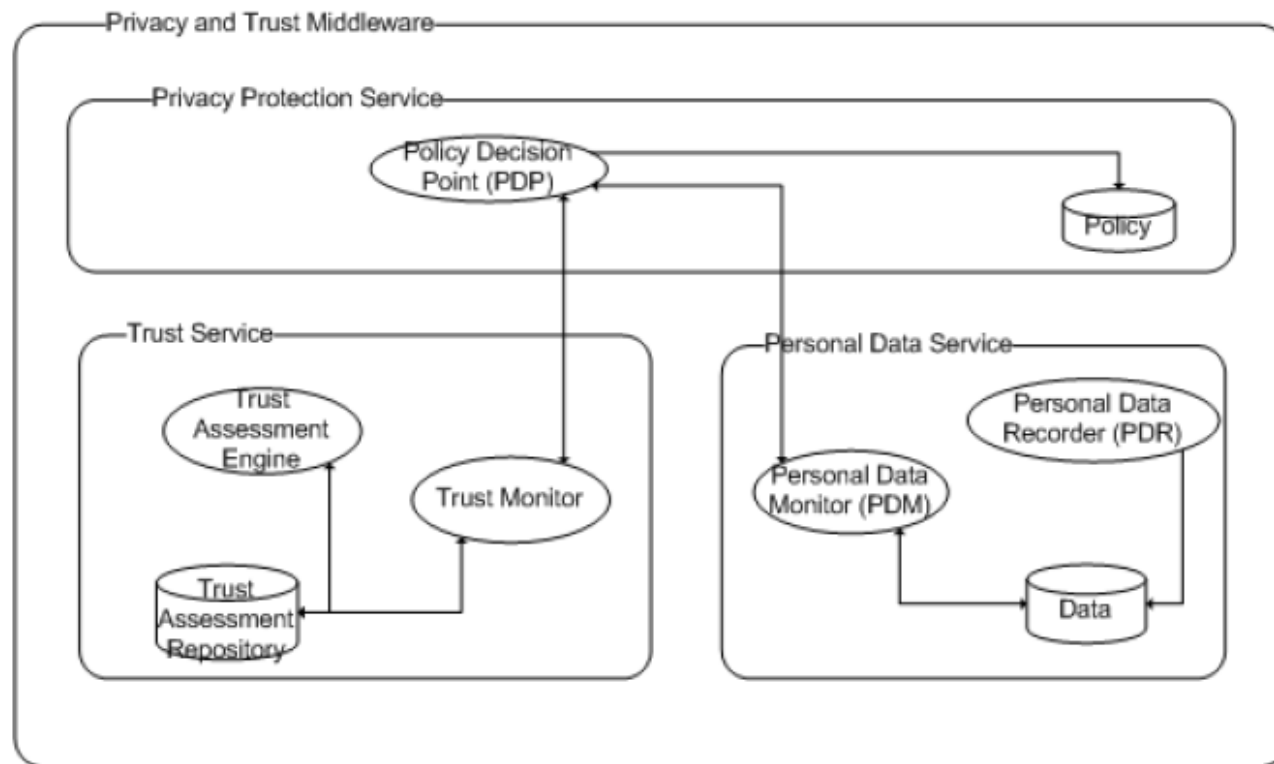 Privacy and Trust Middleware
Privacy Protection Service
Policy Decision
Point (PDP)
Policy
Trust Service
Trust
Assessment
Engine
Trust Monitor
Trust
Assessment
Repository
Personal Data Service
Personal Data
Recorder (PDR)
Personal Data
Monitor (PDM)
Data